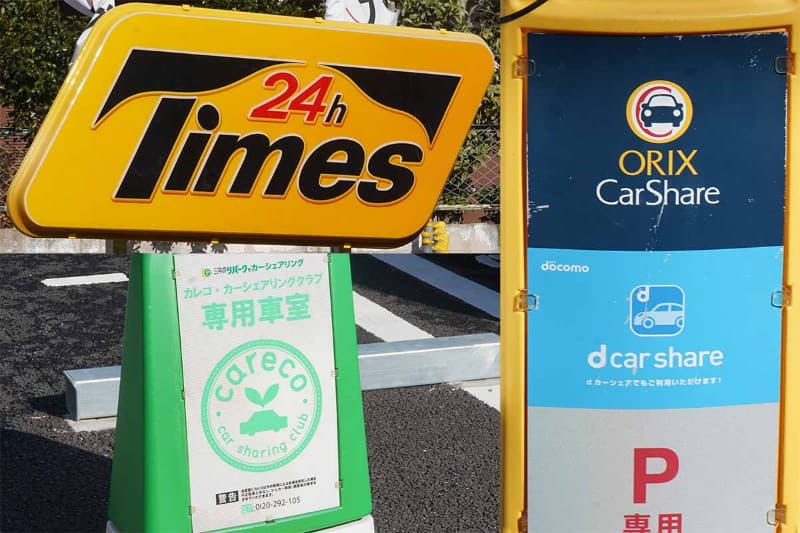 24h
Times
三井のリパークでカーシェアリング
カレコ・カーシェアリングクラブ
専用車室
careco
car sharing club
警告
0120-292-105
ORIX
CarShare
döcomo
d car share
d カーシェアでもご利用いただけます！
P
専用